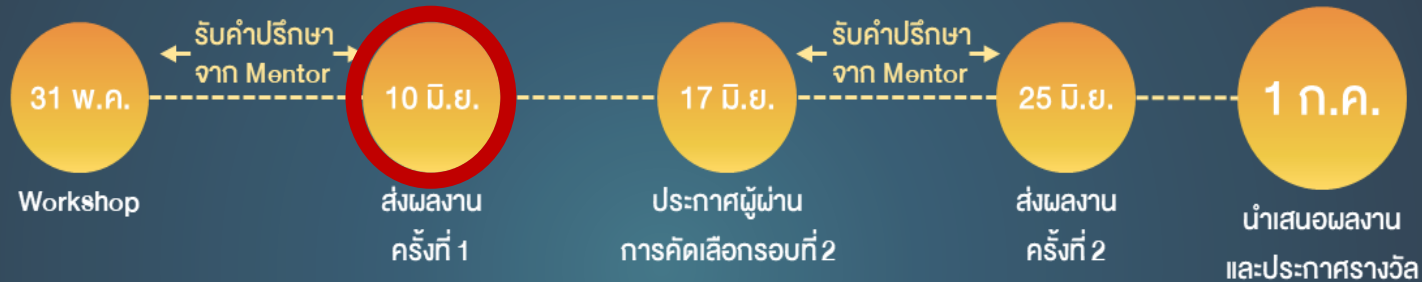 รับคำปรึกษา
จาก Mentor
รับคำปรึกษา
จาก Mentor
31 พ.ค.
10 มิ.ย.
17 มิ.ย.
25 มิ.ย.
1 ก.ค.
Workshop
ส่งผลงาน
ครั้งที่ 1
ประกาศผู้ผ่าน
การคัดเลือกรอบที่ 2
ส่งผลงาน
ครั้งที่ 2
นำเสนอผลงาน
และประกาศรางวัล